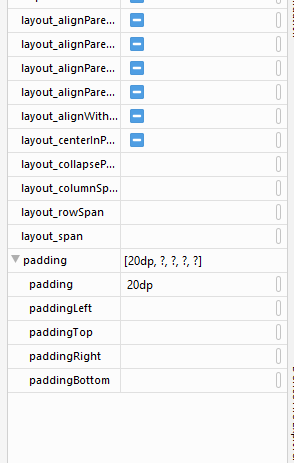 layout_alignPare...
layout_alignPare...
layout_alignPare...
layout_alignPare...
layout_alignWith...
layout_centerInP...
layout_collapseP...
layout_columnSp...
layout_rowSpan
layout_span
padding [20dp, ?, ?, ?, ?]
padding 20dp
paddingLeft
paddingTop
paddingRight
paddingBottom